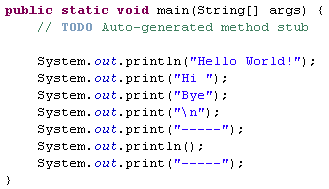 public static void main(String[] args) {
// TODO Auto-generated method stub
System.out.println("Hello World!");
System.out.print("Hi ");
System.out.print("Bye");
System.out.print("\n");
System.out.print("-----");
System.out.println();
System.out.print("-----");
}